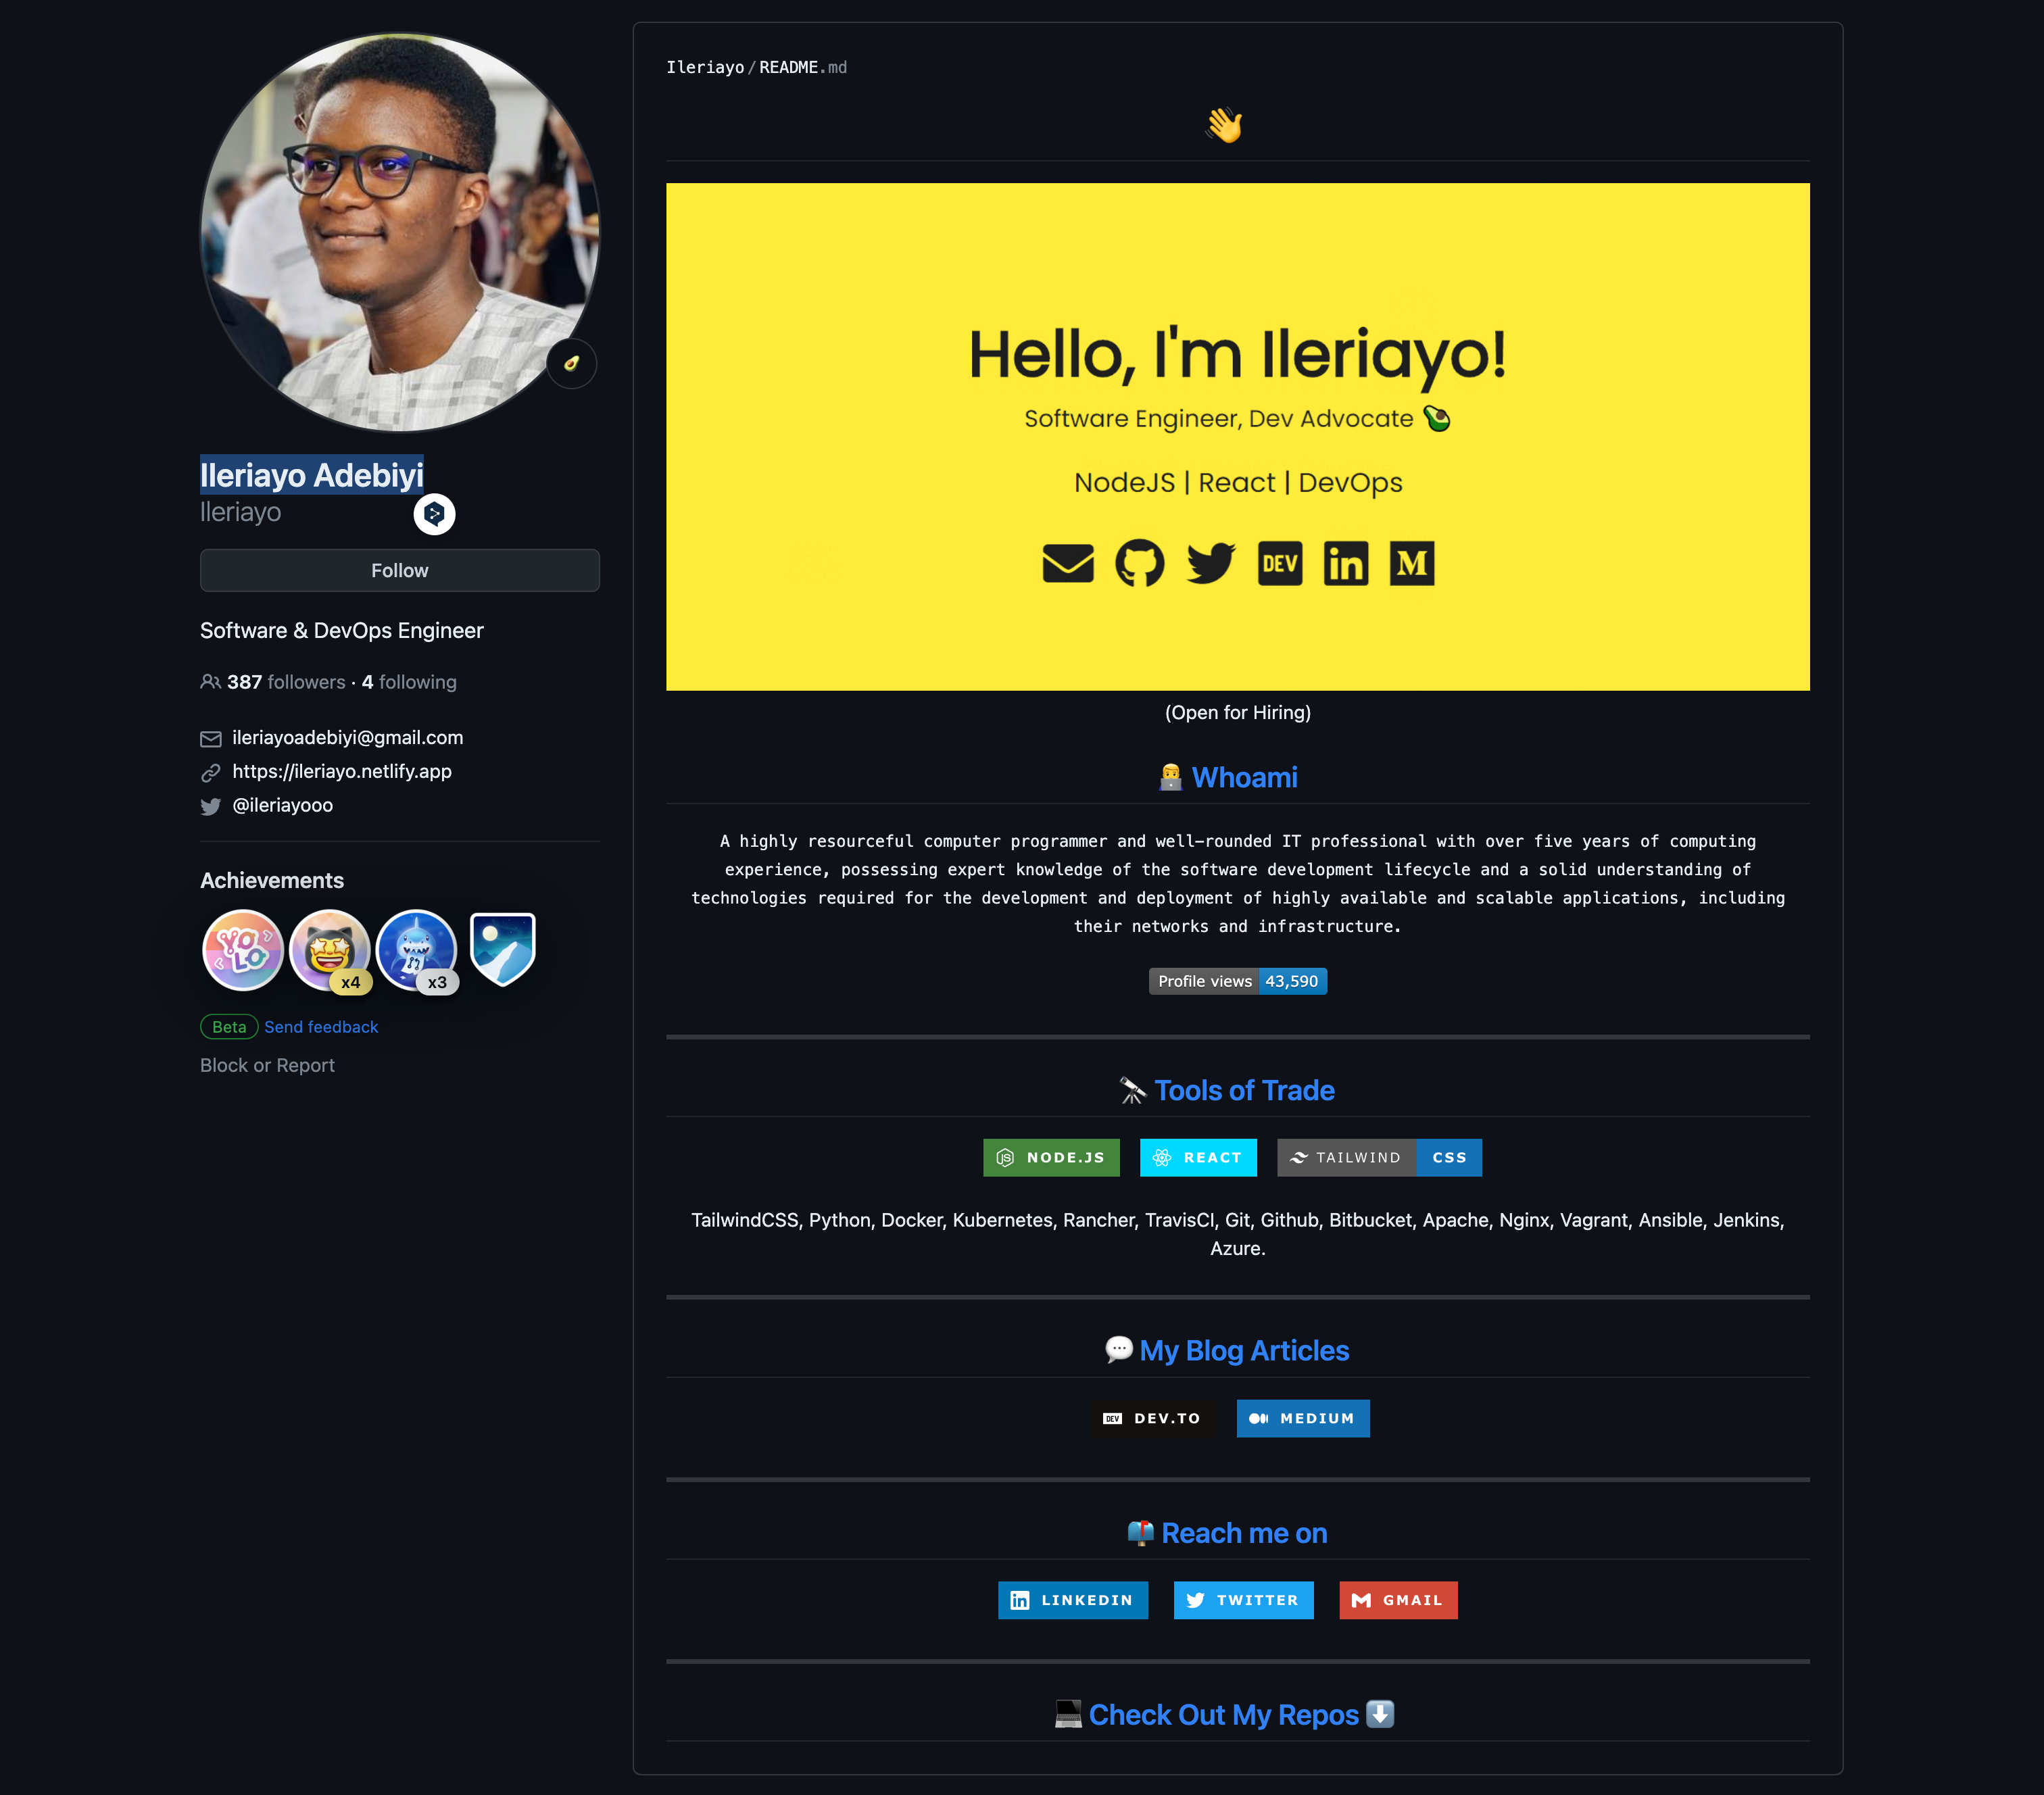 Ileriayo Adebiyi
Ileriayo
Follow
Software & DevOps Engineer
387 followers · 4 following
ileriayoadebiyi@gmail.com
https://ileriayo.netlify.app
@ileriayooo
Achievements
YOLO
x4
x3
Beta Send feedback
Block or Report
Ileriayo/README.md
Hello, I'm Ileriayo!
Software Engineer, Dev Advocate 🥑
NodeJS | React | DevOps
DEV in M
(Open for Hiring)
👨‍💻 Whoami
A highly resourceful computer programmer and well-rounded IT professional with over five years of computing
experience, possessing expert knowledge of the software development lifecycle and a solid understanding of
technologies required for the development and deployment of highly available and scalable applications, including
their networks and infrastructure.
Profile views 43,590
🔭 Tools of Trade
JS NODE.JS REACT TAILWIND CSS
TailwindCSS, Python, Docker, Kubernetes, Rancher, TravisCI, Git, Github, Bitbucket, Apache, Nginx, Vagrant, Ansible, Jenkins,
Azure.
💬 My Blog Articles
DEV DEV.TO MEDIUM
📫 Reach me on
in LINKEDIN TWITTER M GMAIL
💻 Check Out My Repos ⬇️